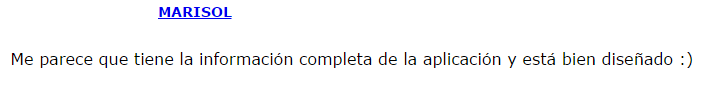 MARISOL
Me parece que tiene la información completa de la aplicación y está bien diseñado :)